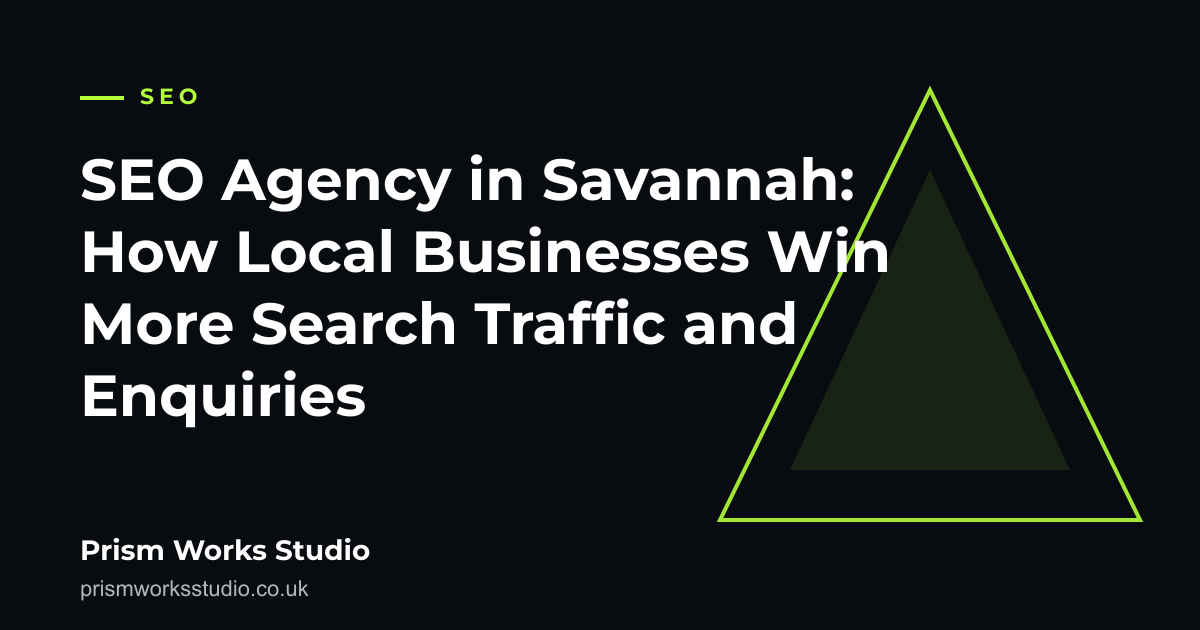 SEO
SEO Agency in Savannah:
How Local Businesses Win
More Search Traffic and
Enquiries
Prism Works Studio
prismworksstudio.co.uk